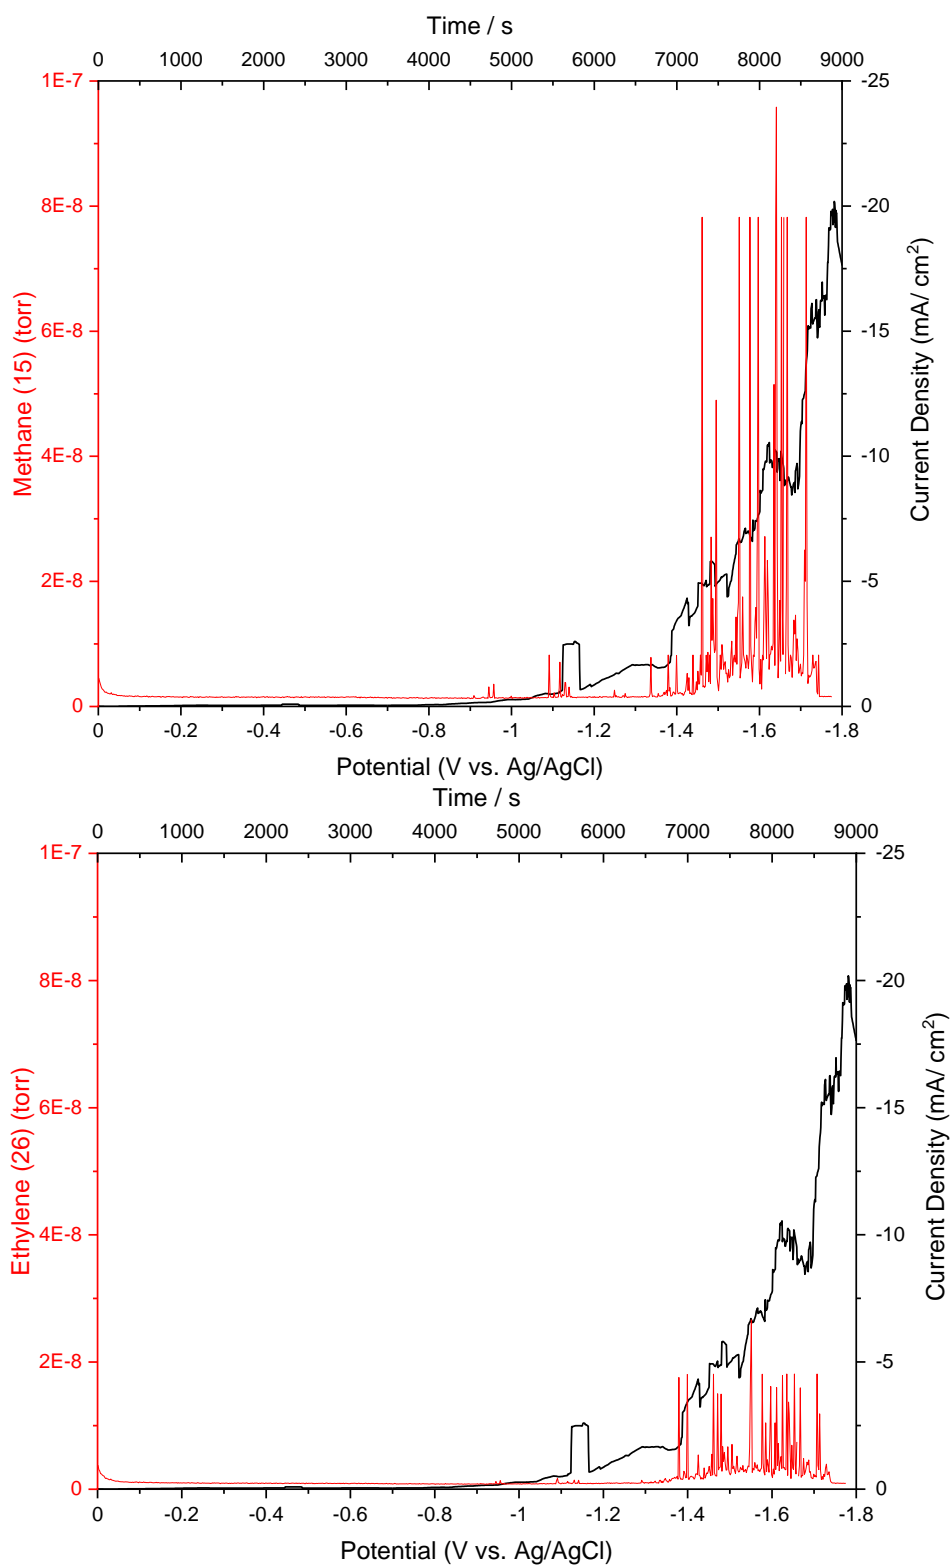 Time / s
0 1000 2000 3000 4000 5000 6000 7000 8000 9000
1E-7
8E-8
6E-8
4E-8
2E-8
0
Methane (15) (torr)
-25
-20
-15
-10
-5
0
Current Density (mA/ cm2)
0 -0.2 -0.4 -0.6 -0.8 -1 -1.2 -1.4 -1.6 -1.8
Potential (V vs. Ag/AgCl)
Time / s
0 1000 2000 3000 4000 5000 6000 7000 8000 9000
1E-7
8E-8
6E-8
4E-8
2E-8
0
Ethylene (26) (torr)
-25
-20
-15
-10
-5
0
Current Density (mA/ cm2)
0 -0.2 -0.4 -0.6 -0.8 -1 -1.2 -1.4 -1.6 -1.8
Potential (V vs. Ag/AgCl)